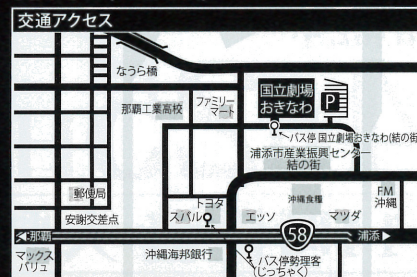 交通アクセス
なうら橋
国立劇場
おきなわ
P
那覇工業高校
ファミリー
マート
バス停 国立劇場おきなわ(結の街
浦添市産業振興センター
結の街
郵便局
安謝交差点
トヨタ
スバル
エッソ
沖縄食糧
マツダ
FM
沖縄
那覇
58
浦添
マックス
バリュ
沖縄海邦銀行
バス停勢理客
(じっちゃく)